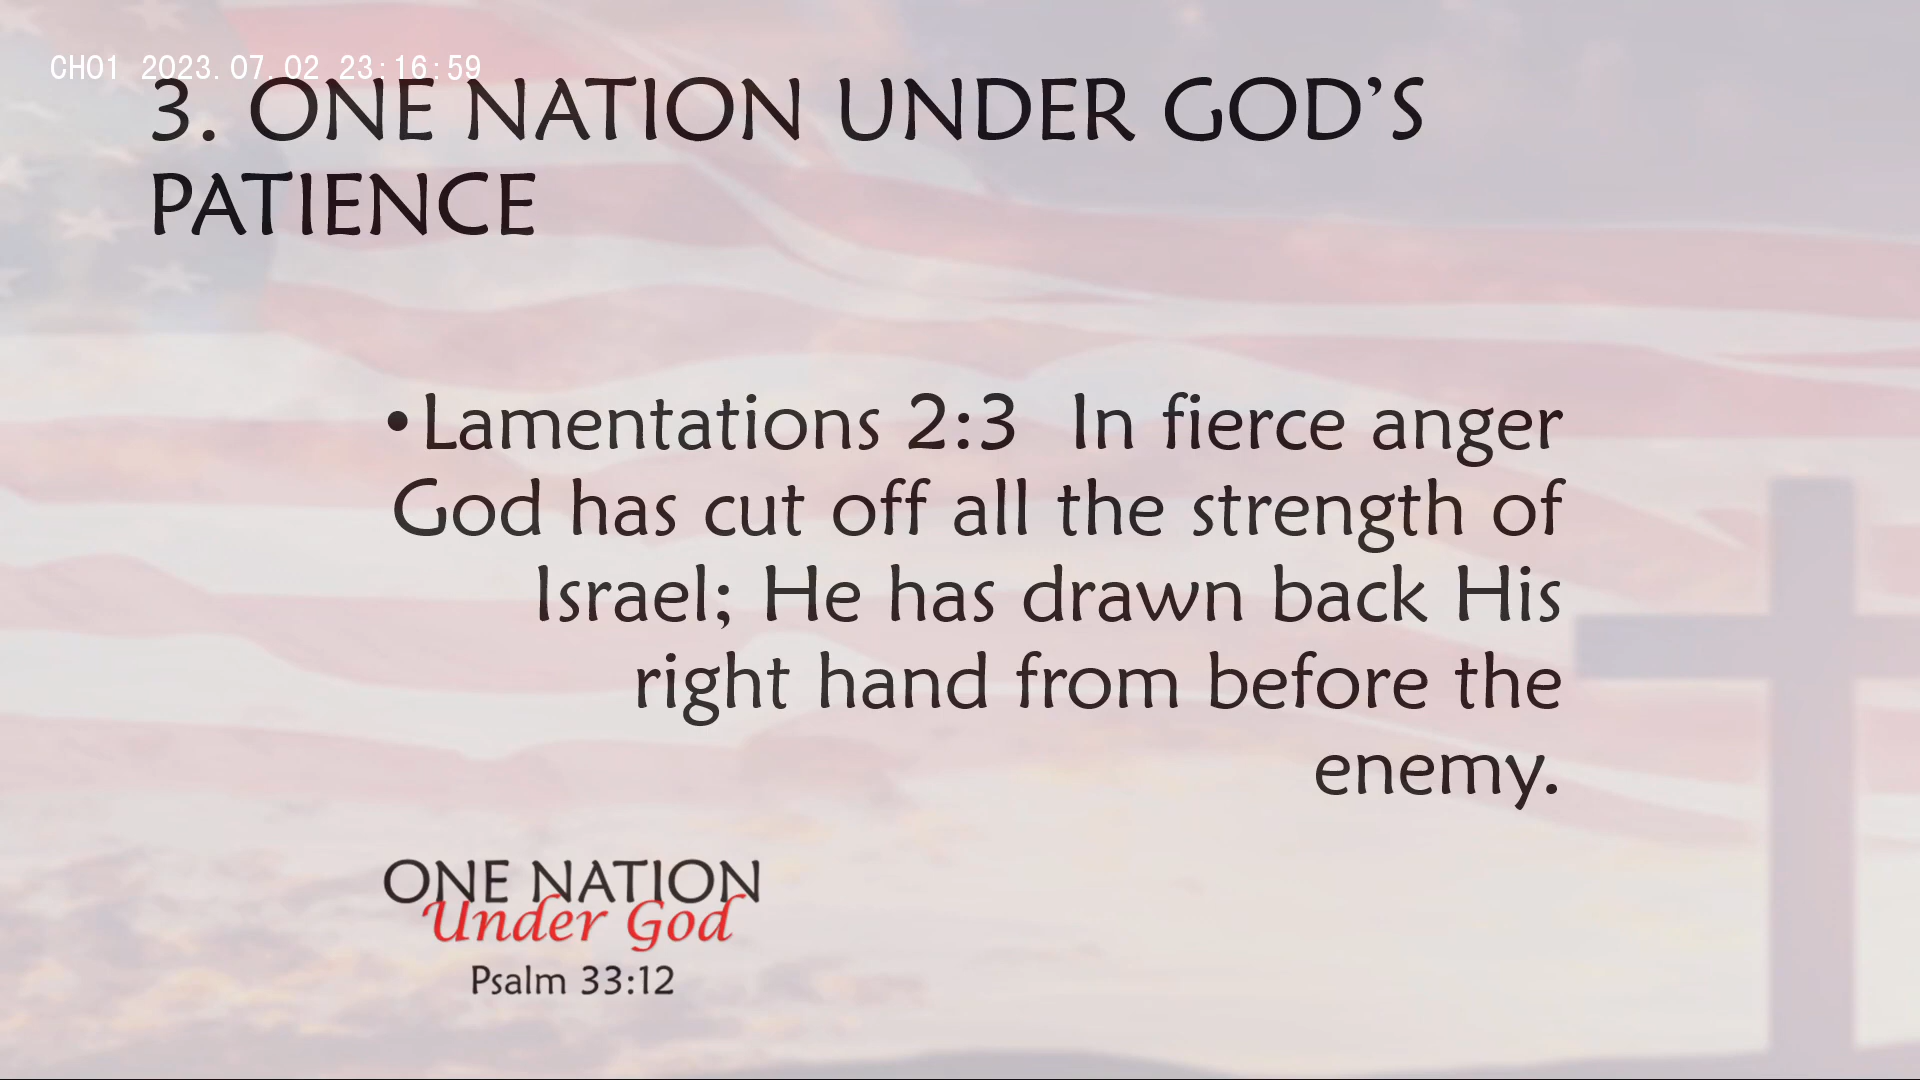 CH01 2023.07.02 23:16:59
3. ONE NATION UNDER GOD’S
PATIENCE
•Lamentations 2:3  In fierce anger
God has cut off all the strength of
Israel; He has drawn back His
right hand from before the
enemy.
ONE NATION
Under God
Psalm 33:12